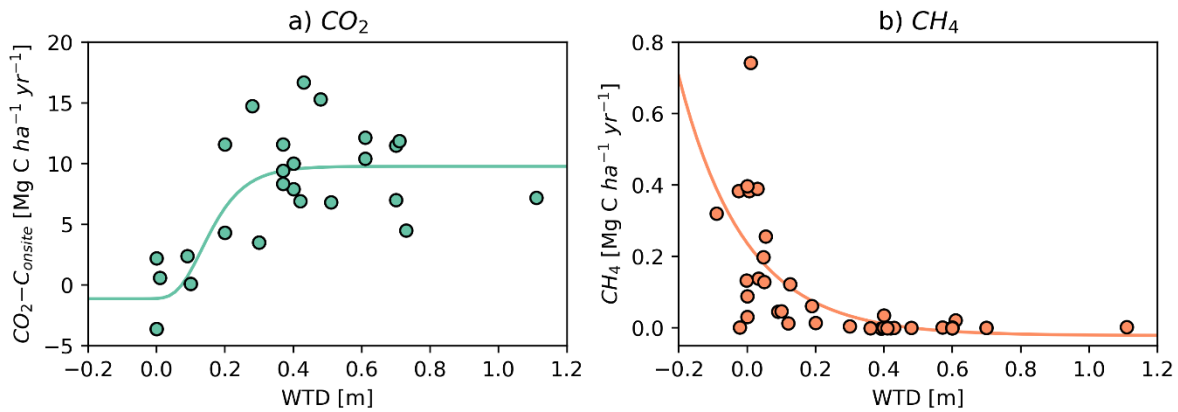 a) CO₂
CO₂−C_onsite [Mg C ha⁻¹ yr⁻¹]
20
15
10
5
0
−5
−0.2 0.0 0.2 0.4 0.6 0.8 1.0 1.2
WTD [m]
b) CH₄
CH₄ [Mg C ha⁻¹ yr⁻¹]
0.8
0.6
0.4
0.2
0.0
−0.2 0.0 0.2 0.4 0.6 0.8 1.0 1.2
WTD [m]